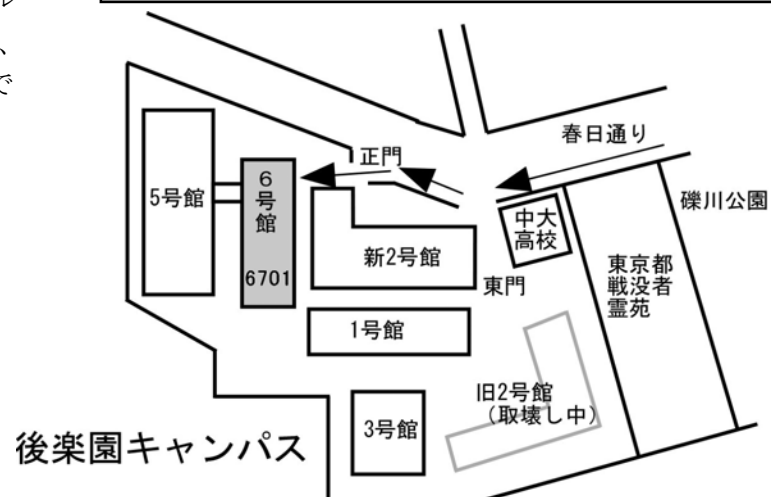 、
で
春日通り
正門
礫川公園
5号館
6号館
6701
中大
高校
新2号館
東門
東京都
戦没者
霊苑
1号館
旧2号館
（取壊し中）
3号館
後楽園キャンパス